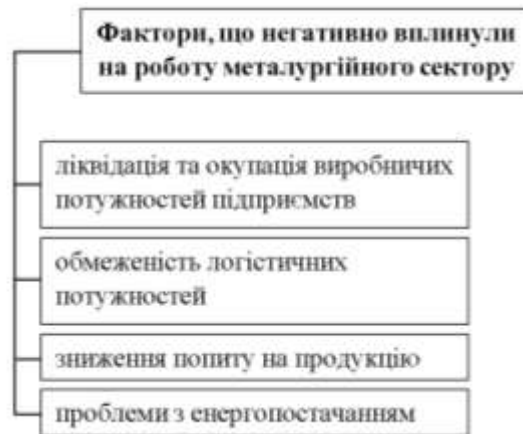 Фактори, що негативно вплинули
на роботу металургійного сектору
ліквідація та окупація виробничих
потужностей підприємств
обмеженість логістичних
потужностей
зниження попиту на продукцію
проблеми з енергопостачанням